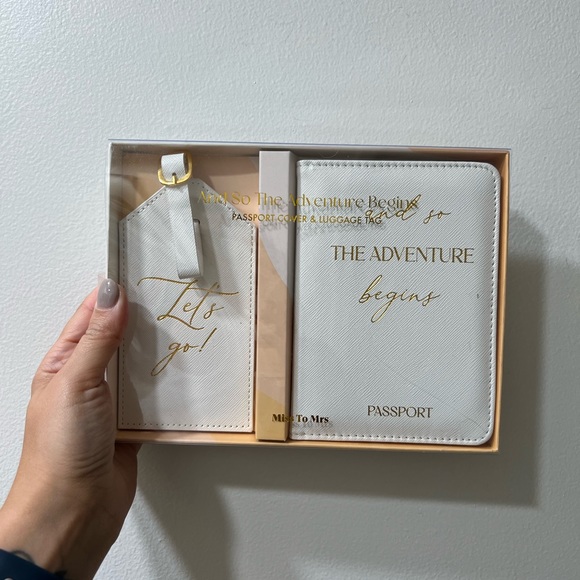 And So The Adventure Begins
PASSPORT COVER & LUGGAGE TAG
Let's
go!
and so
THE ADVENTURE
begins
PASSPORT
Miss To Mrs